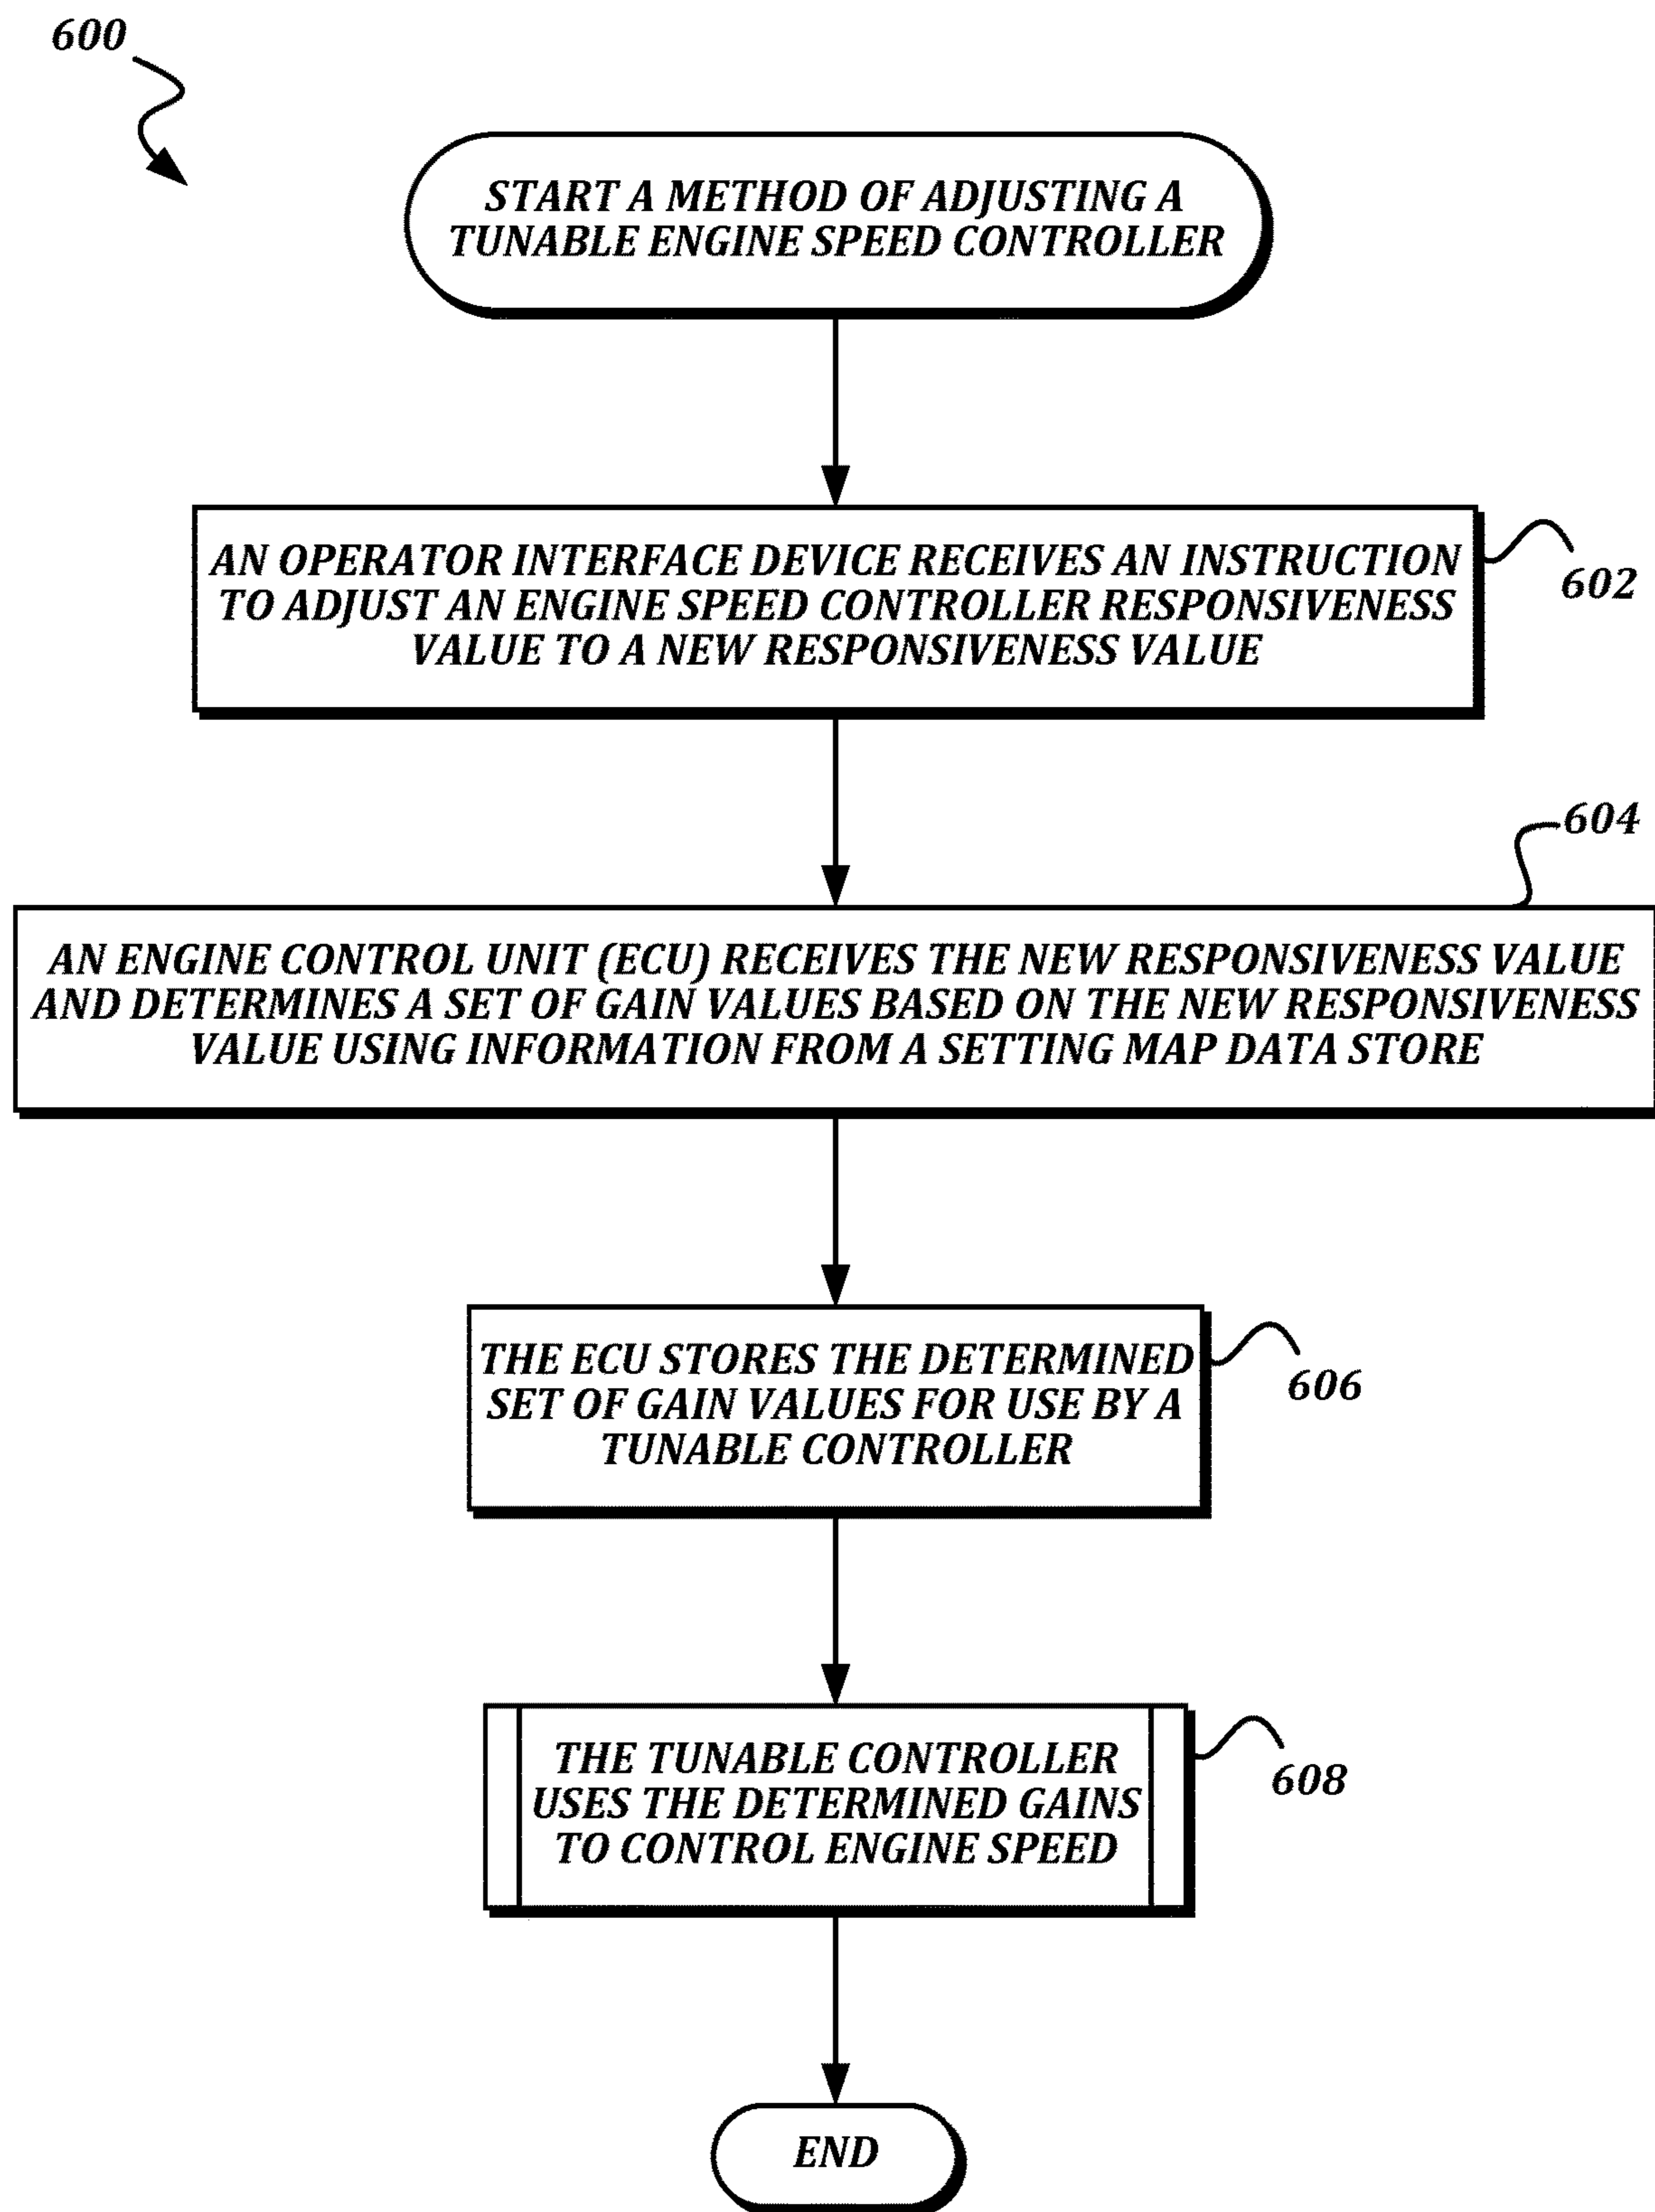 600
START A METHOD OF ADJUSTING A
TUNABLE ENGINE SPEED CONTROLLER
AN OPERATOR INTERFACE DEVICE RECEIVES AN INSTRUCTION
TO ADJUST AN ENGINE SPEED CONTROLLER RESPONSIVENESS
VALUE TO A NEW RESPONSIVENESS VALUE
602
604
AN ENGINE CONTROL UNIT (ECU) RECEIVES THE NEW RESPONSIVENESS VALUE
AND DETERMINES A SET OF GAIN VALUES BASED ON THE NEW RESPONSIVENESS
VALUE USING INFORMATION FROM A SETTING MAP DATA STORE
THE ECU STORES THE DETERMINED
SET OF GAIN VALUES FOR USE BY A
TUNABLE CONTROLLER
606
THE TUNABLE CONTROLLER
USES THE DETERMINED GAINS
TO CONTROL ENGINE SPEED
608
END